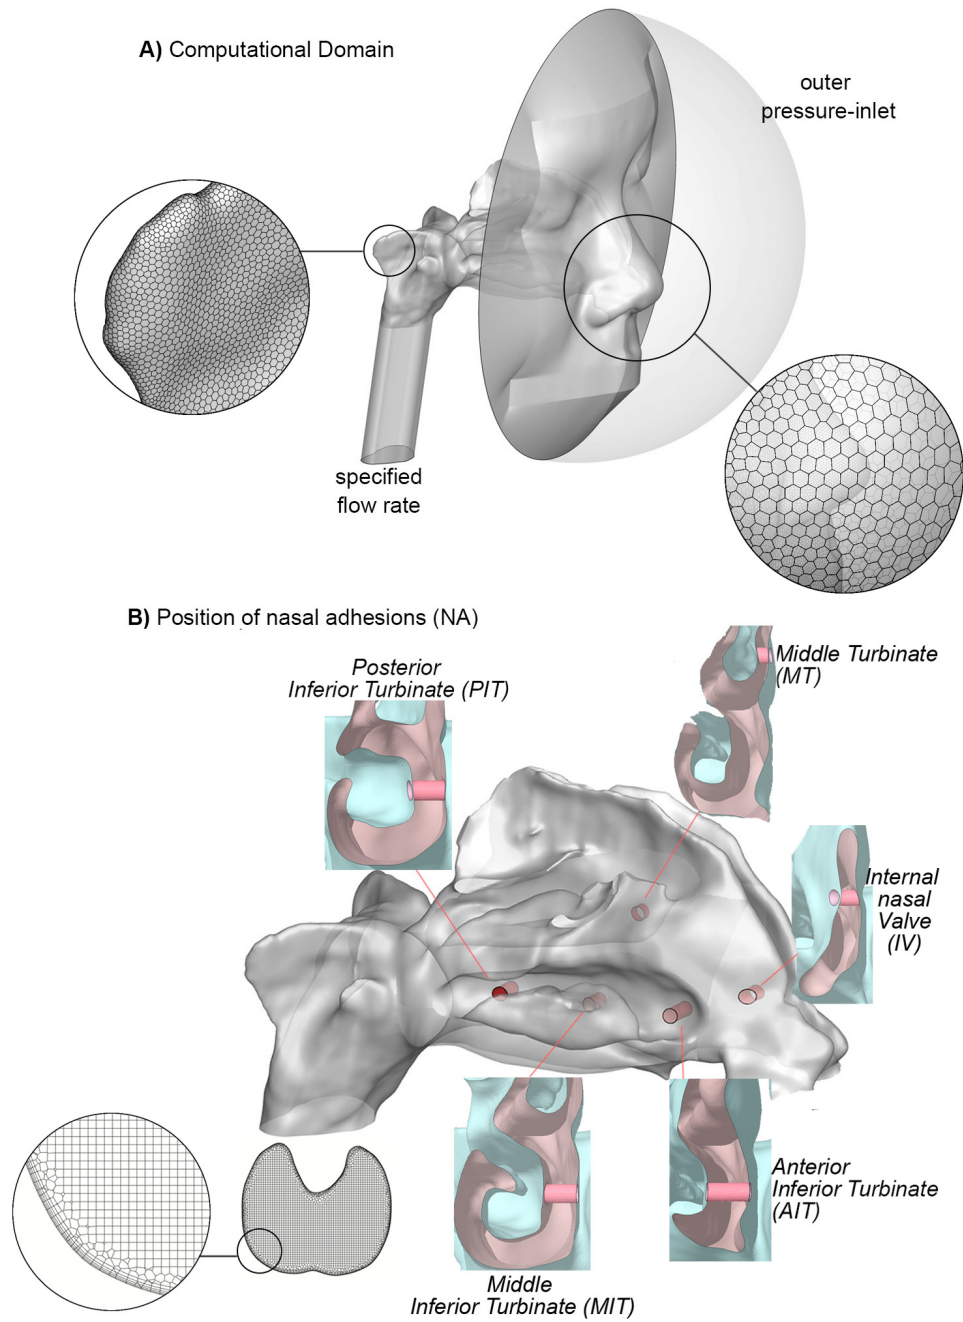 A) Computational Domain
outer
pressure-inlet
specified
flow rate
B) Position of nasal adhesions (NA)
Posterior
Inferior Turbinate (PIT)
Middle Turbinate
(MT)
Internal
nasal
Valve
(IV)
Anterior
Inferior Turbinate
(AIT)
Middle
Inferior Turbinate (MIT)